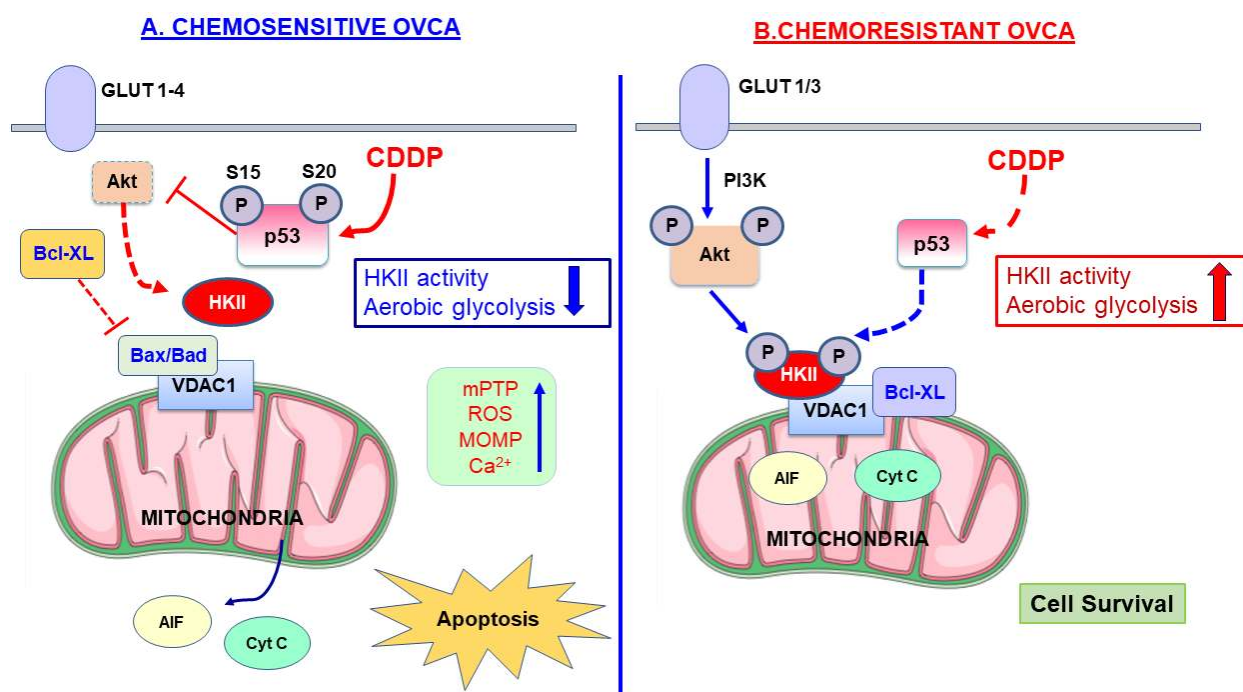 A. CHEMOSENSITIVE OVCA
GLUT 1-4
Akt
S15
S20
P
P
p53
CDDP
Bcl-XL
HKII
HKII activity
Aerobic glycolysis
Bax/Bad
VDAC1
mPTP
ROS
MOMP
Ca²⁺
MITOCHONDRIA
AIF
Cyt C
Apoptosis
B.CHEMORESISTANT OVCA
GLUT 1/3
PI3K
CDDP
P
P
Akt
p53
HKII activity
Aerobic glycolysis
P
P
HKII
VDAC1
Bcl-XL
AIF
Cyt C
MITOCHONDRIA
Cell Survival